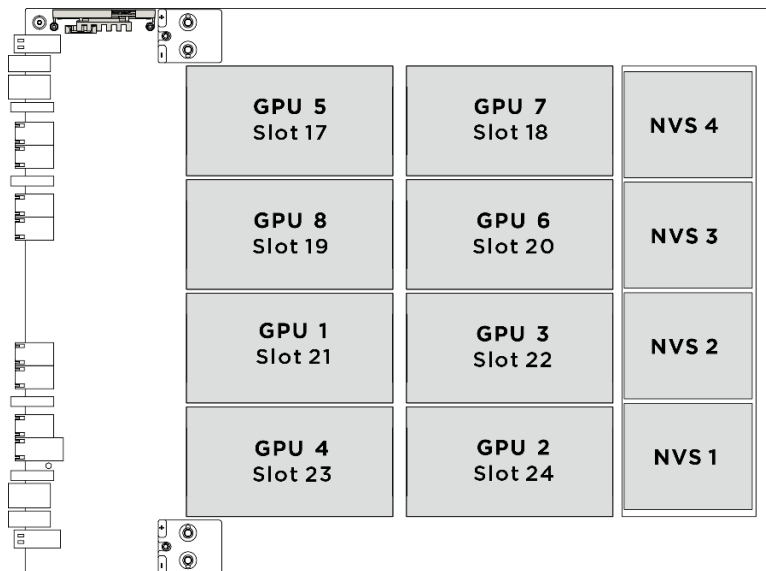 +
-
GPU 5
Slot 17
GPU 7
Slot 18
NVS 4
GPU 8
Slot 19
GPU 6
Slot 20
NVS 3
GPU 1
Slot 21
GPU 3
Slot 22
NVS 2
GPU 4
Slot 23
GPU 2
Slot 24
NVS 1
+
-